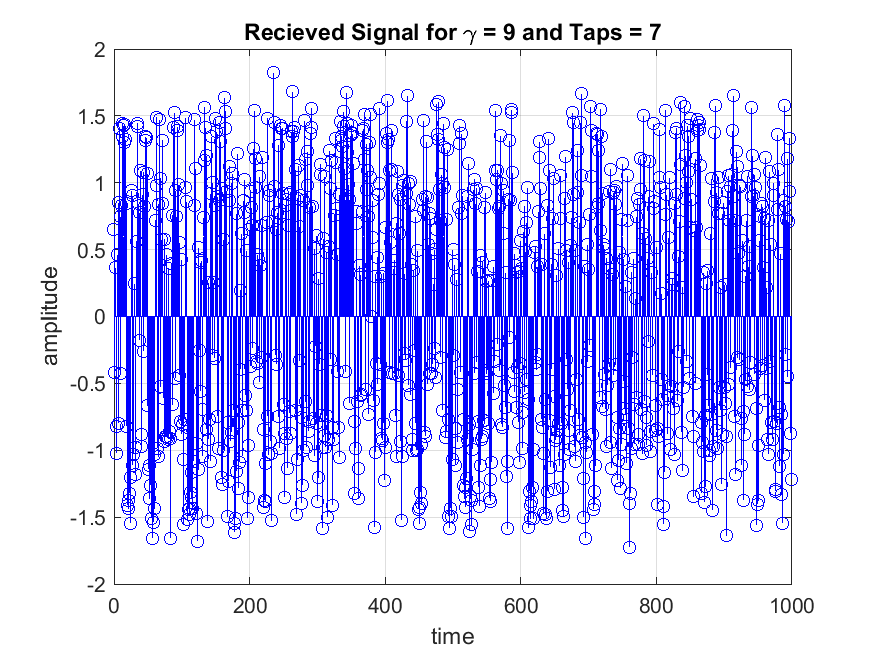 Recieved Signal for γ = 9 and Taps = 7
2
1.5
1
0.5
0
-0.5
-1
-1.5
-2
amplitude
0 200 400 600 800 1000
time